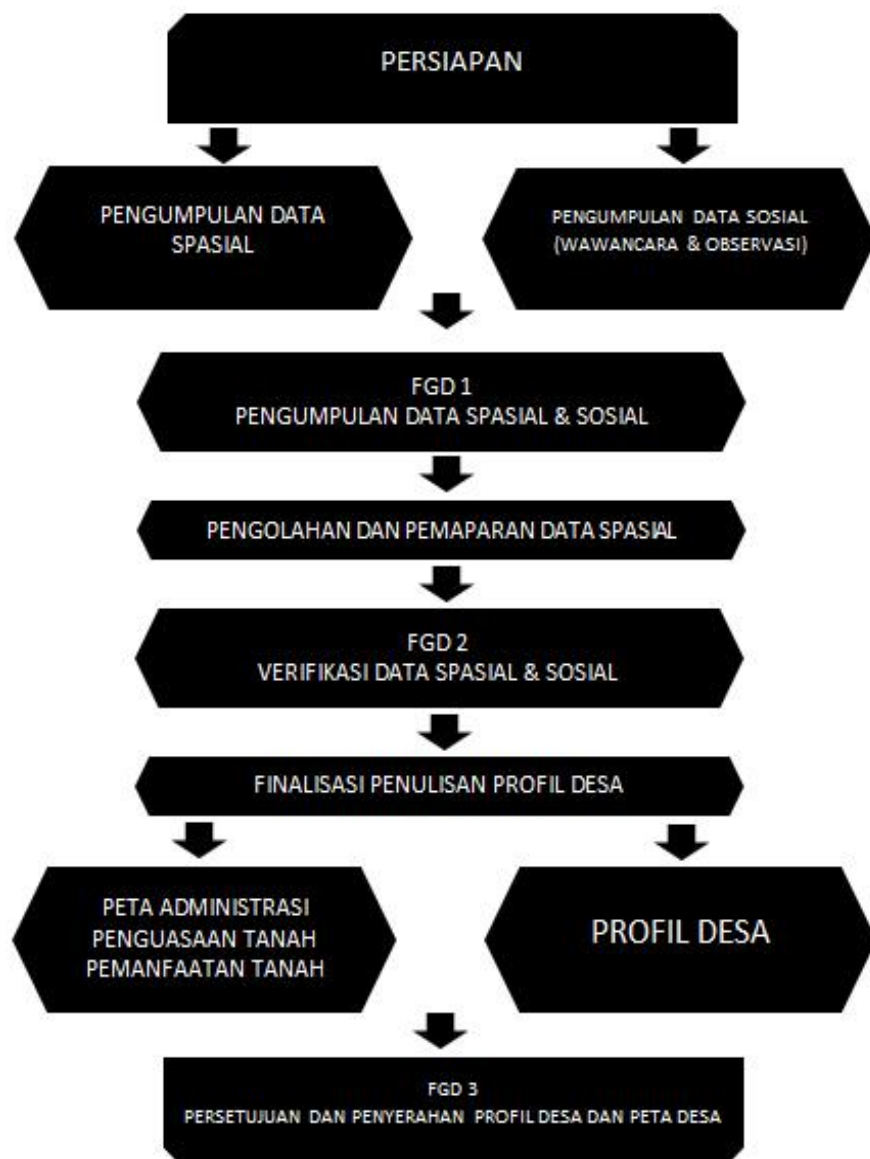 PERSIAPAN
PENGUMPULAN DATA
SPASIAL
PENGUMPULAN DATA SOSIAL
(WAWANCARA & OBSERVASI)
FGD 1
PENGUMPULAN DATA SPASIAL & SOSIAL
PENGOLAHAN DAN PEMAPARAN DATA SPASIAL
FGD 2
VERIFIKASI DATA SPASIAL & SOSIAL
FINALISASI PENULISAN PROFIL DESA
PETA ADMINISTRASI
PENGUASAAN TANAH
PEMANFAATAN TANAH
PROFIL DESA
FGD 3
PERSETUJUAN DAN PENYERAHAN PROFIL DESA DAN PETA DESA